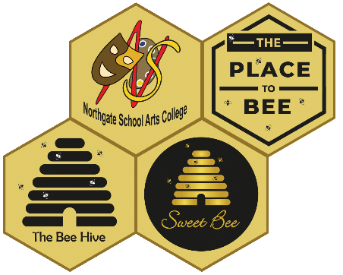 Northgate School Arts College
THE
PLACE
TO
BEE
The Bee Hive
Sweet Bee